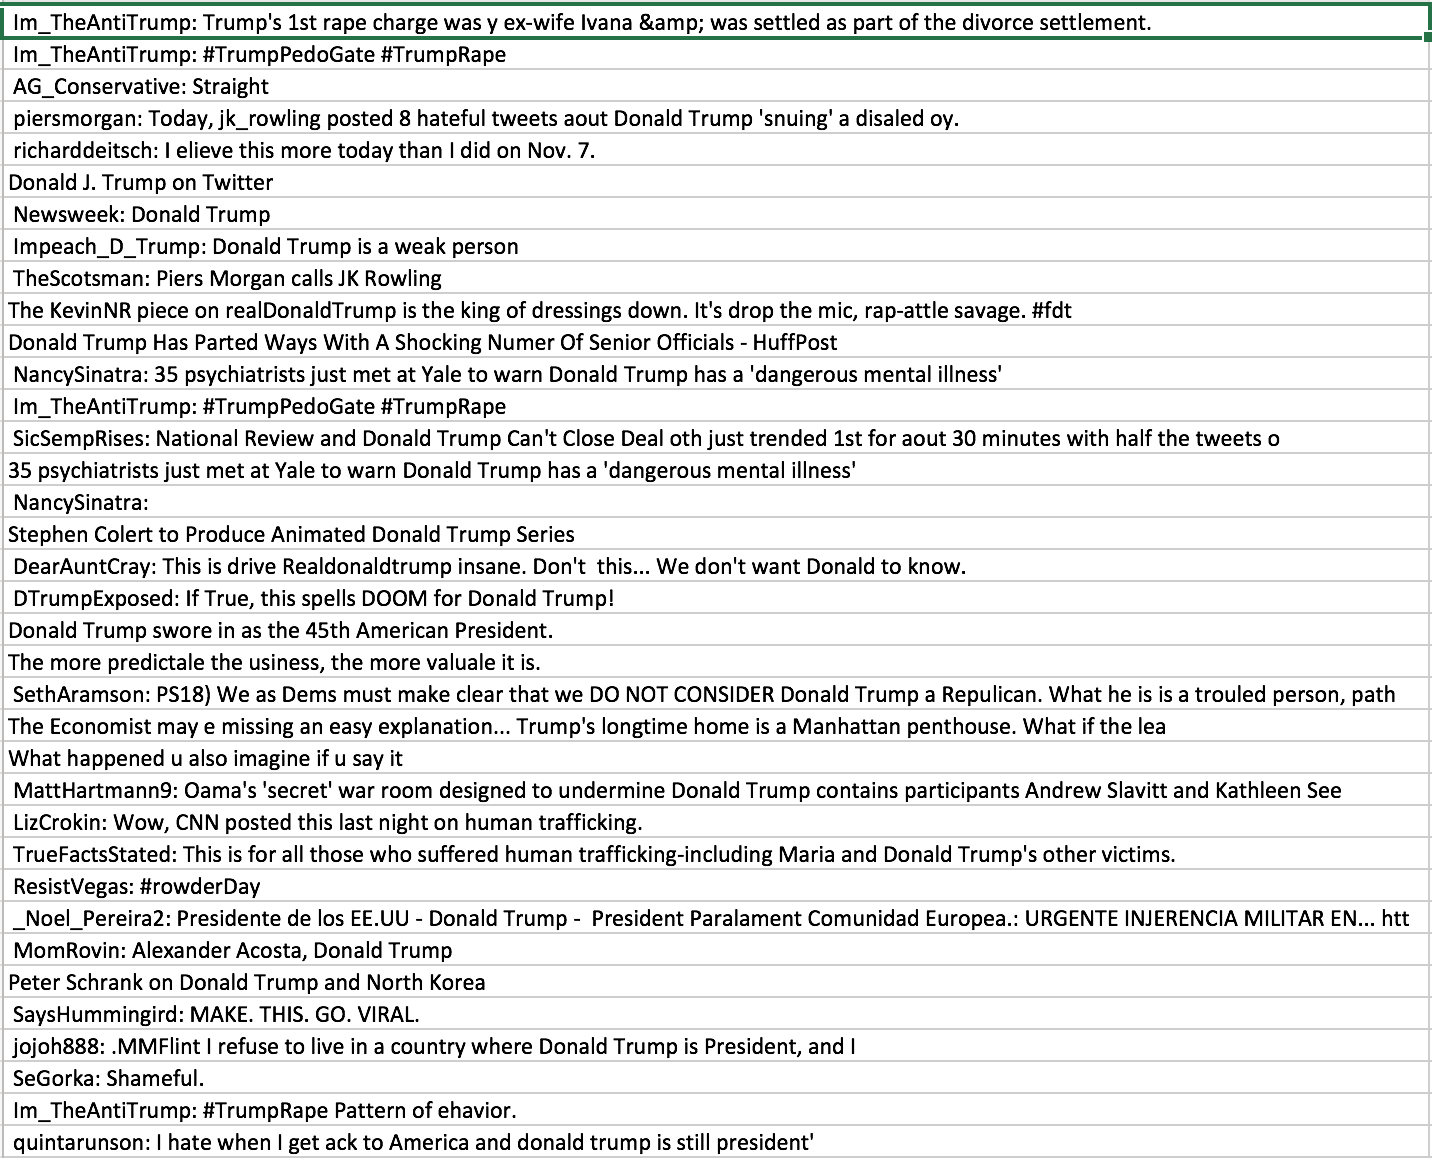 Im_TheAntiTrump: Trump's 1st rape charge was y ex-wife Ivana &amp; was settled as part of the divorce settlement.
Im_TheAntiTrump: #TrumpPedoGate #TrumpRape
AG_Conservative: Straight
piersmorgan: Today, jk_rowling posted 8 hateful tweets aout Donald Trump 'snuing' a disaled oy.
richarddeitsch: I elieve this more today than I did on Nov. 7.
Donald J. Trump on Twitter
Newsweek: Donald Trump
Impeach_D_Trump: Donald Trump is a weak person
TheScotsman: Piers Morgan calls JK Rowling
The KevinNR piece on realDonaldTrump is the king of dressings down. It's drop the mic, rap-attle savage. #fdt
Donald Trump Has Parted Ways With A Shocking Numer Of Senior Officials - HuffPost
NancySinatra: 35 psychiatrists just met at Yale to warn Donald Trump has a 'dangerous mental illness'
Im_TheAntiTrump: #TrumpPedoGate #TrumpRape
SicSempRises: National Review and Donald Trump Can't Close Deal oth just trended 1st for aout 30 minutes with half the tweets o
35 psychiatrists just met at Yale to warn Donald Trump has a 'dangerous mental illness'
NancySinatra:
Stephen Colert to Produce Animated Donald Trump Series
DearAuntCray: This is drive Realdonaldtrump insane. Don't  this... We don't want Donald to know.
DTrumpExposed: If True, this spells DOOM for Donald Trump!
Donald Trump swore in as the 45th American President.
The more predictale the usiness, the more valuale it is.
SethAramson: PS18) We as Dems must make clear that we DO NOT CONSIDER Donald Trump a Repulican. What he is is a trouled person, path
The Economist may e missing an easy explanation... Trump's longtime home is a Manhattan penthouse. What if the lea
What happened u also imagine if u say it
MattHartmann9: Oama's 'secret' war room designed to undermine Donald Trump contains participants Andrew Slavitt and Kathleen See
LizCrokin: Wow, CNN posted this last night on human trafficking.
TrueFactsStated: This is for all those who suffered human trafficking-including Maria and Donald Trump's other victims.
ResistVegas: #rowderDay
_Noel_Pereira2: Presidente de los EE.UU - Donald Trump -  President Paralament Comunidad Europea.: URGENTE INJERENCIA MILITAR EN... htt
MomRovin: Alexander Acosta, Donald Trump
Peter Schrank on Donald Trump and North Korea
SaysHummingird: MAKE. THIS. GO. VIRAL.
jojoh888: .MMFlint I refuse to live in a country where Donald Trump is President, and I
SeGorka: Shameful.
Im_TheAntiTrump: #TrumpRape Pattern of ehavior.
quintarunson: I hate when I get ack to America and donald trump is still president'